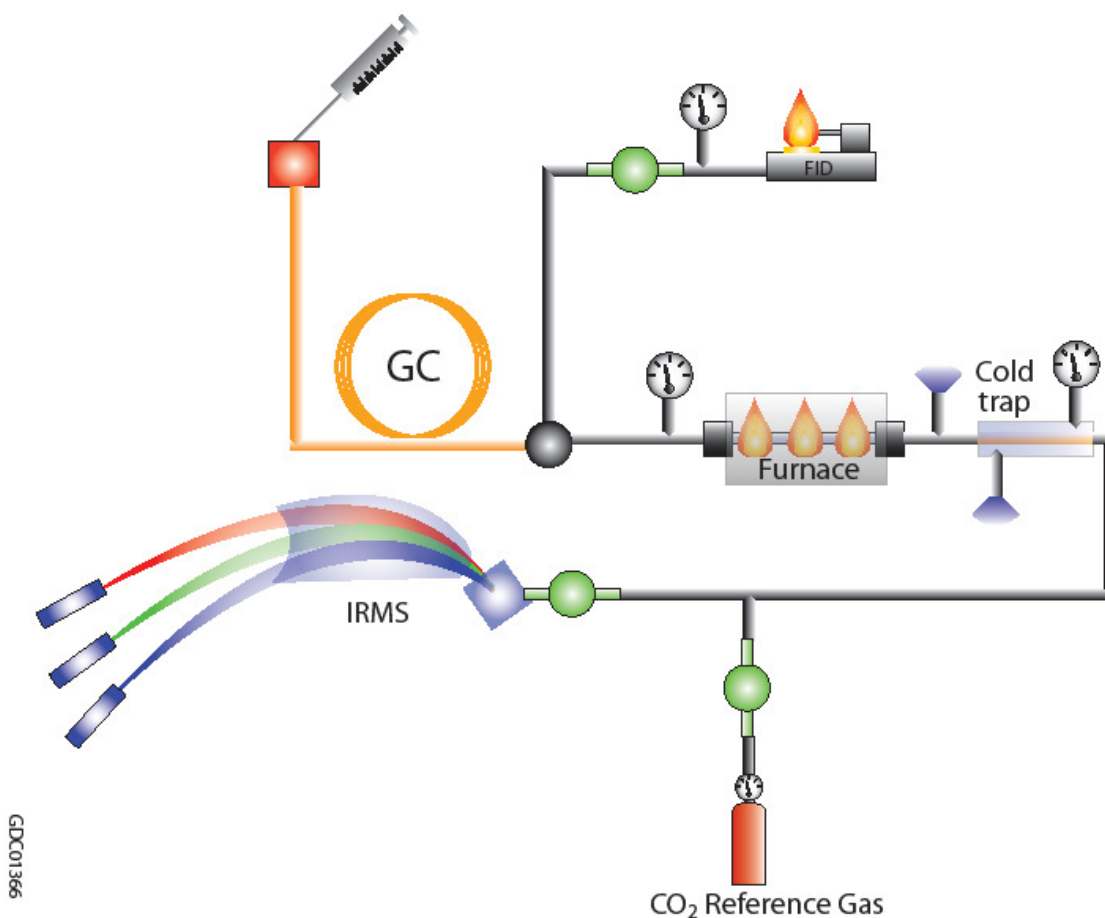 FID
GC
Cold
trap
Furnace
IRMS
CO₂ Reference Gas
GDC01366